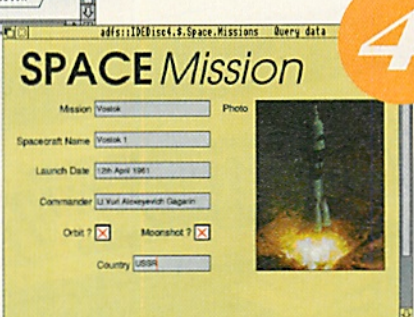 adfs::IDEDisc4.$.Space.Missions Query data
4
SPACE Mission
Mission Vostok Photo
Spacecraft Name Vostok 1
Launch Date 12th April 1961
Commander Lt.Yuri Alexeyevich Gagarin
Orbit ? Moonshot ?
Country USSR